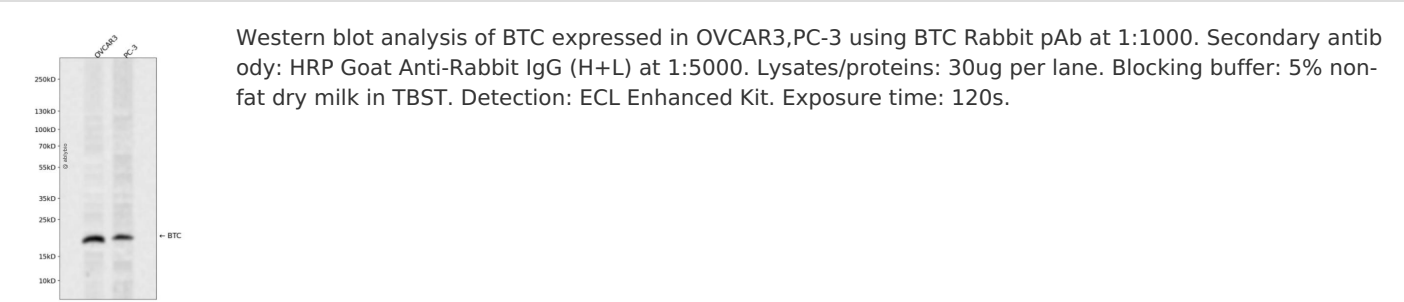 OVCAR3
PC-3
Western blot analysis of BTC expressed in OVCAR3,PC-3 using BTC Rabbit pAb at 1:1000. Secondary antib
ody: HRP Goat Anti-Rabbit IgG (H+L) at 1:5000. Lysates/proteins: 30ug per lane. Blocking buffer: 5% non-
fat dry milk in TBST. Detection: ECL Enhanced Kit. Exposure time: 120s.
250kD
130kD
100kD
70kD
55kD
35kD
25kD
← BTC
15kD
10kD